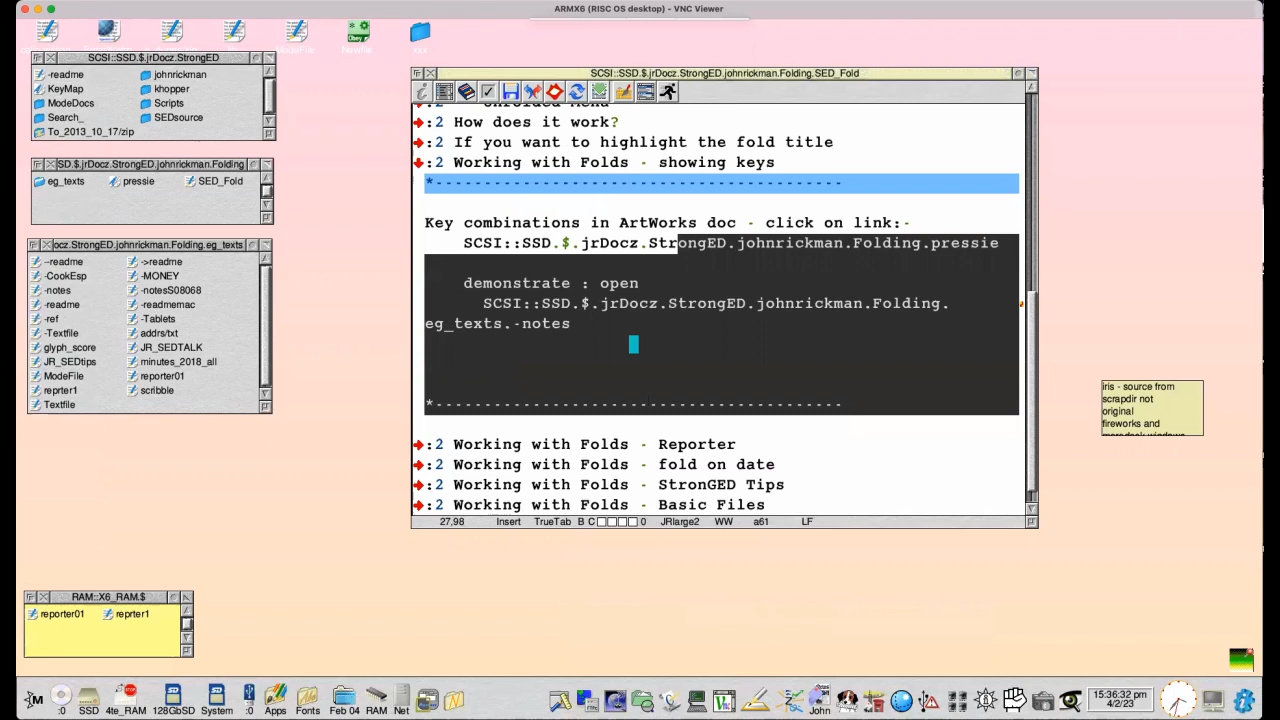 ARMX6 (RISC OS desktop) - VNC Viewer
ModeFile
Newfile
xxx
SCSI::SSD.$.jrDocz.StrongED
-readme
johnrickman
KeyMap
khopper
ModeDocs
Scripts
Search_
SEDsource
To_2013_10_17/zip
SD.$.jrDocz.StrongED.johnrickman.Folding
eg_texts
pressie
SED_Fold
ocz.StrongED.johnrickman.Folding.eg_texts
--readme
->readme
-CookEsp
-MONEY
-notes
-notesS08068
-readme
-readmemac
-ref
-Tablets
-Textfile
addrs/txt
glyph_score
JR_SEDTALK
JR_SEDtips
minutes_2018_all
ModeFile
reporter01
reprter1
scribble
Textfile
RAM::X6_RAM.$
reporter01
reprter1
SCSI::SSD.$.jrDocz.StrongED.johnrickman.Folding.SED_Fold
Unfolded Menu
:2 How does it work?
:2 If you want to highlight the fold title
:2 Working with Folds - showing keys
*------------------------------------------
Key combinations in ArtWorks doc - click on link:-
SCSI::SSD.$.jrDocz.StrongED.johnrickman.Folding.pressie
demonstrate : open
SCSI::SSD.$.jrDocz.StrongED.johnrickman.Folding.
eg_texts.-notes
*------------------------------------------
:2 Working with Folds - Reporter
:2 Working with Folds - fold on date
:2 Working with Folds - StronGED Tips
:2 Working with Folds - Basic Files
27,98 Insert TrueTab B C 0 JRlarge2 WW a61 LF
iris - source from
scrapdir not
original
fireworks and
:0
SSD
4te_RAM
128GbSD
System
:0
Apps
Fonts
Feb 04
RAM
Net
John
15:36:32 pm
4/2/23